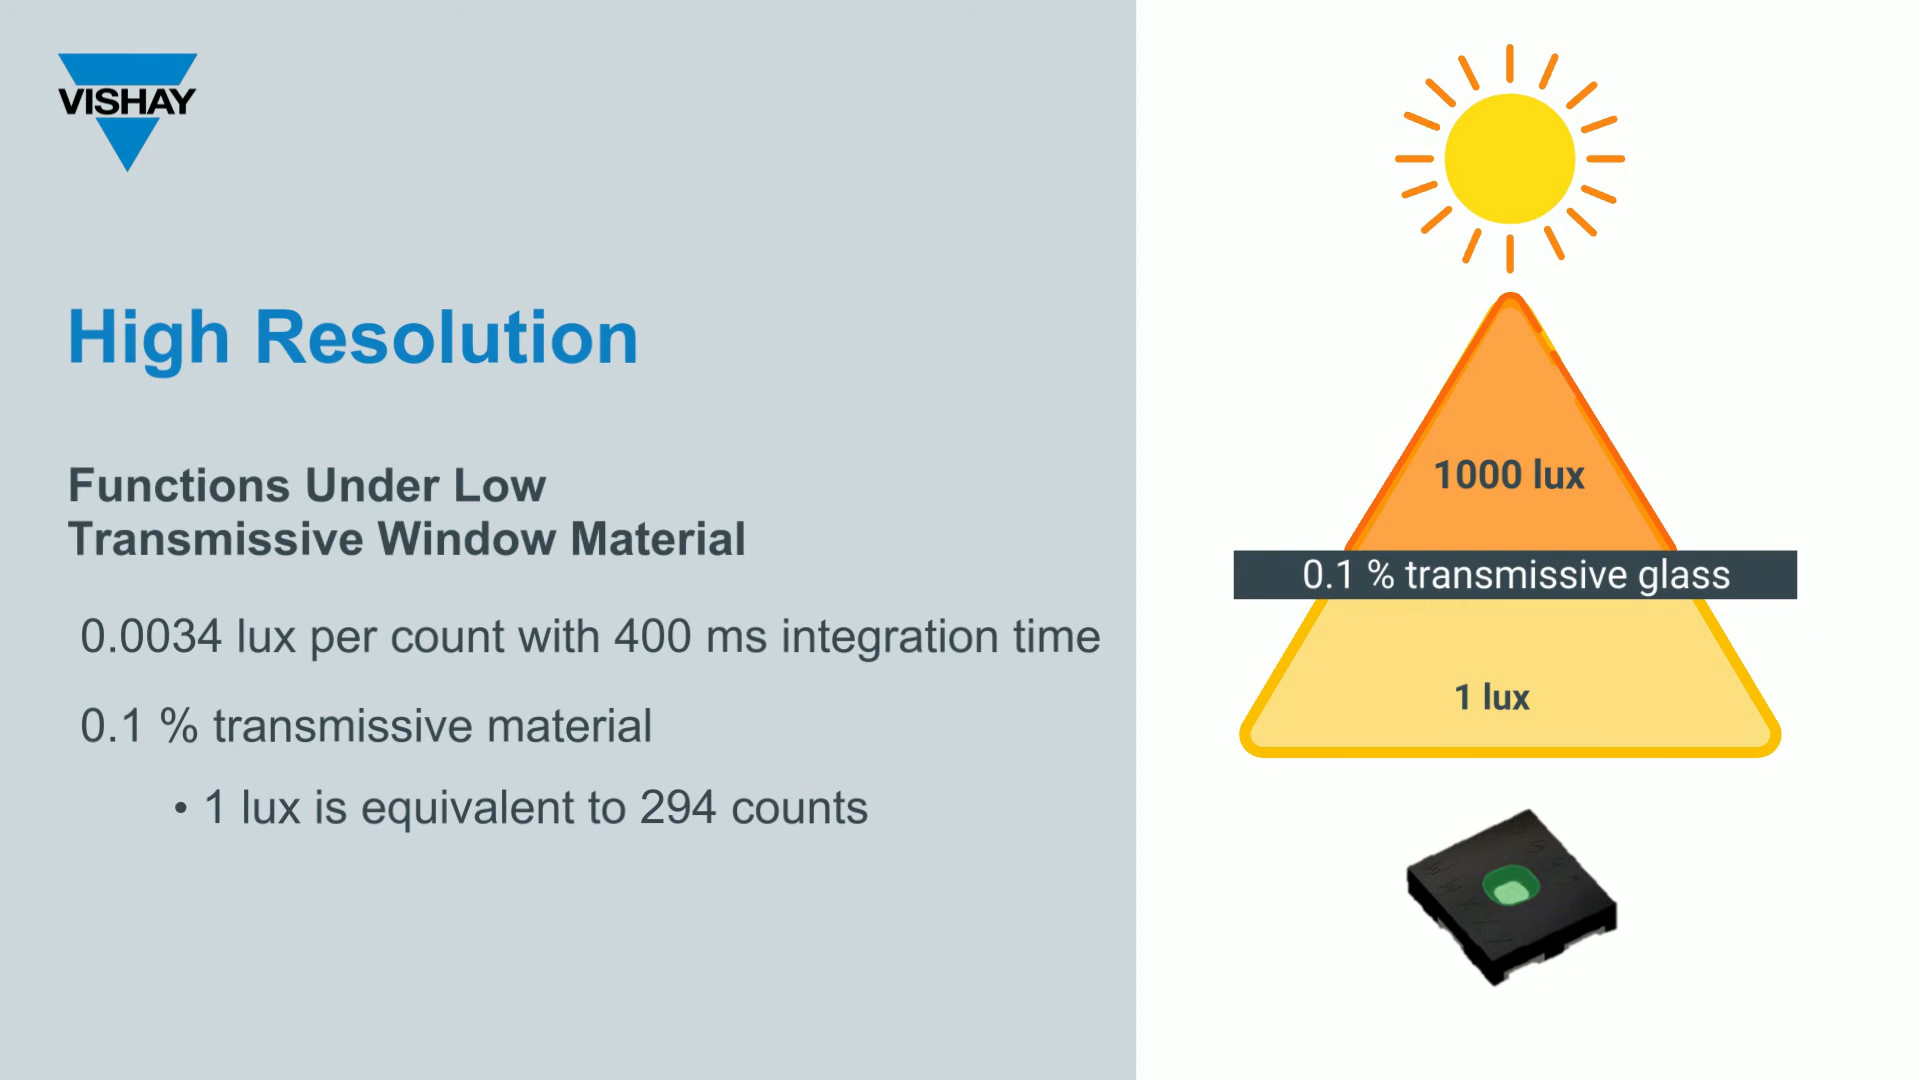 VISHAY
High Resolution
Functions Under Low
Transmissive Window Material
0.0034 lux per count with 400 ms integration time
0.1 % transmissive material
• 1 lux is equivalent to 294 counts
1000 lux
0.1 % transmissive glass
1 lux